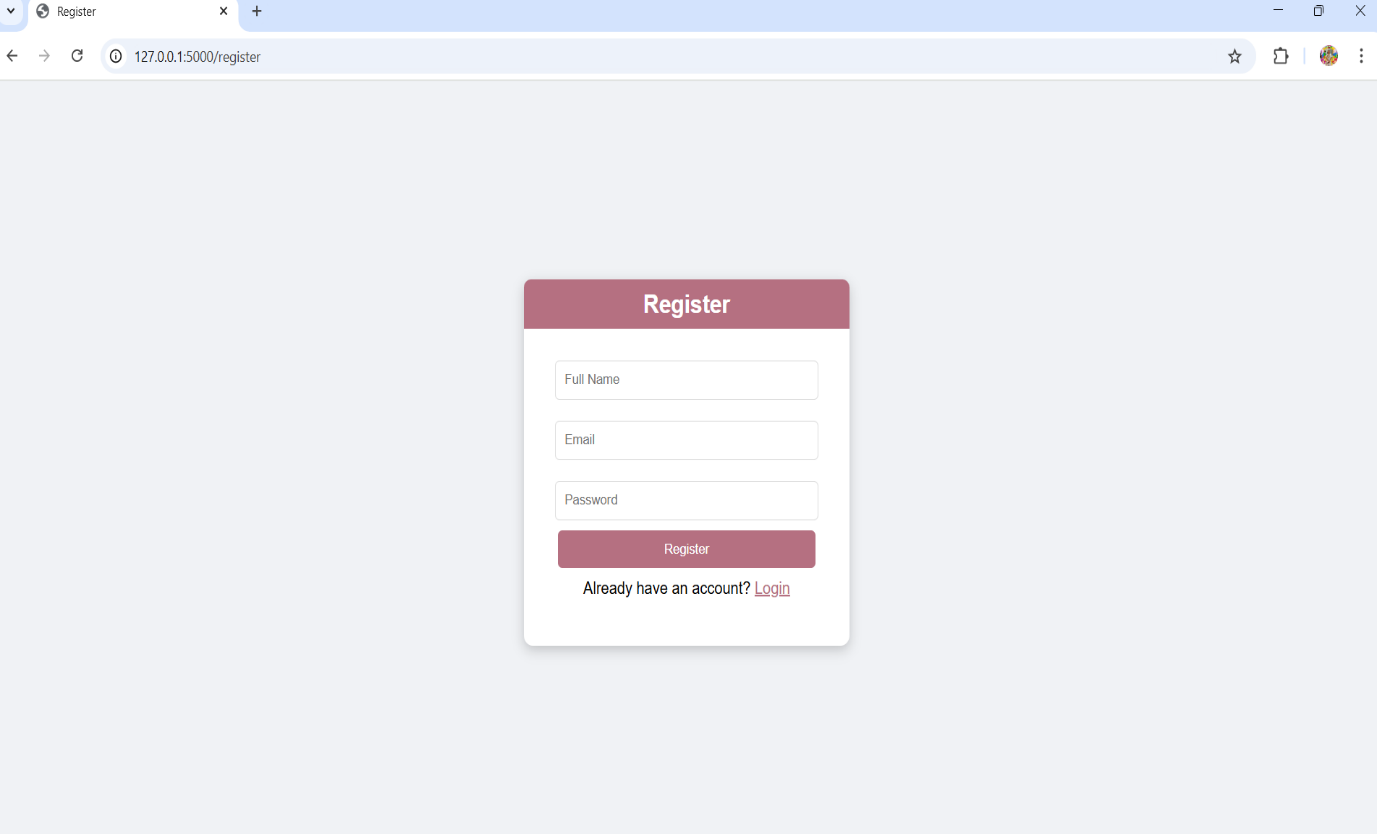 Register
127.0.0.1:5000/register
Register
Full Name
Email
Password
Register
Already have an account? Login